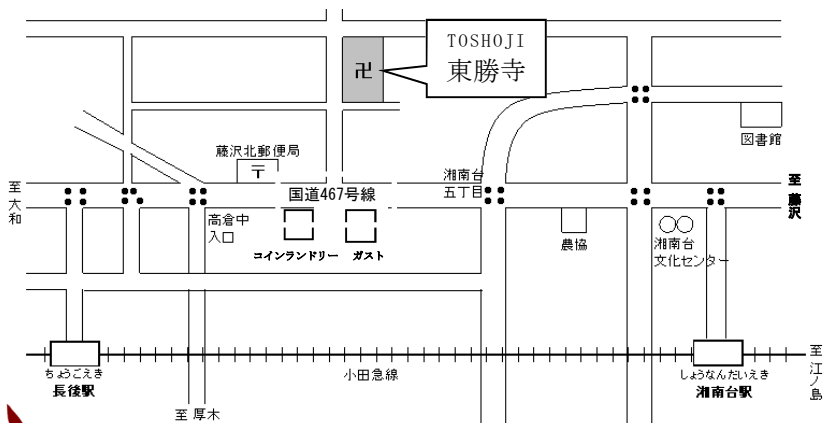 TOSHOJI
東勝寺
卍
図書館
藤沢北郵便局
〒
至 大和
国道467号線
湘南台
五丁目
至 藤沢
高倉中
入口
コインランドリー
ガスト
農協
湘南台
文化センター
ちょうごえき
長後駅
小田急線
しょうなんだいえき
湘南台駅
至 江ノ島
至 厚木